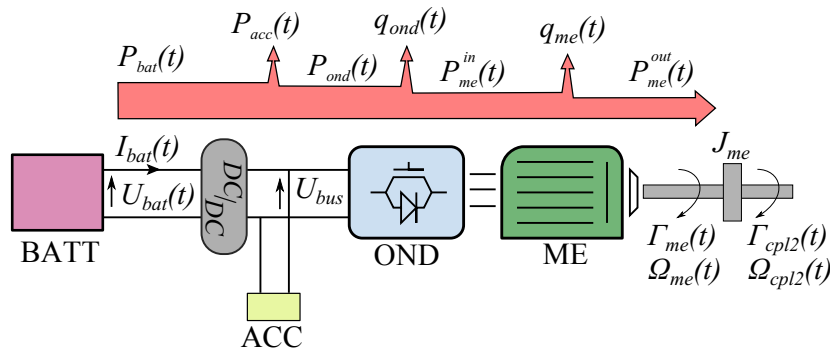 P_bat(t) P_acc(t) P_ond(t) q_ond(t) P_me^in(t) q_me(t) P_me^out(t)
I_bat(t) J_me
DC/DC
U_bat(t) U_bus
BATT OND ME
Γ_me(t) Γ_cpl2(t)
Ω_me(t) Ω_cpl2(t)
ACC